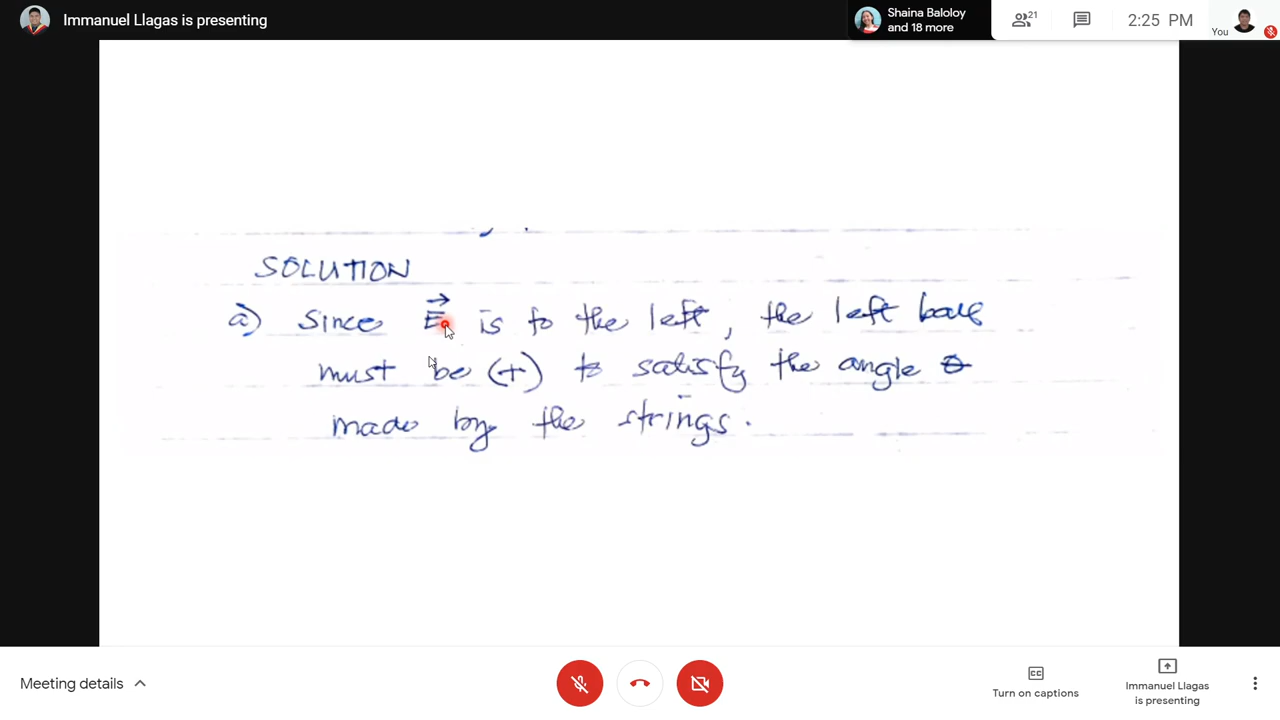 Immanuel Llagas is presenting
Shaina Baloloy
and 18 more
21
2:25 PM
You
SOLUTION
a) Since E⃗ is to the left, the left ball
must be (+) to satisfy the angle θ
made by the strings.
Meeting details
CC
Turn on captions
Immanuel Llagas
is presenting